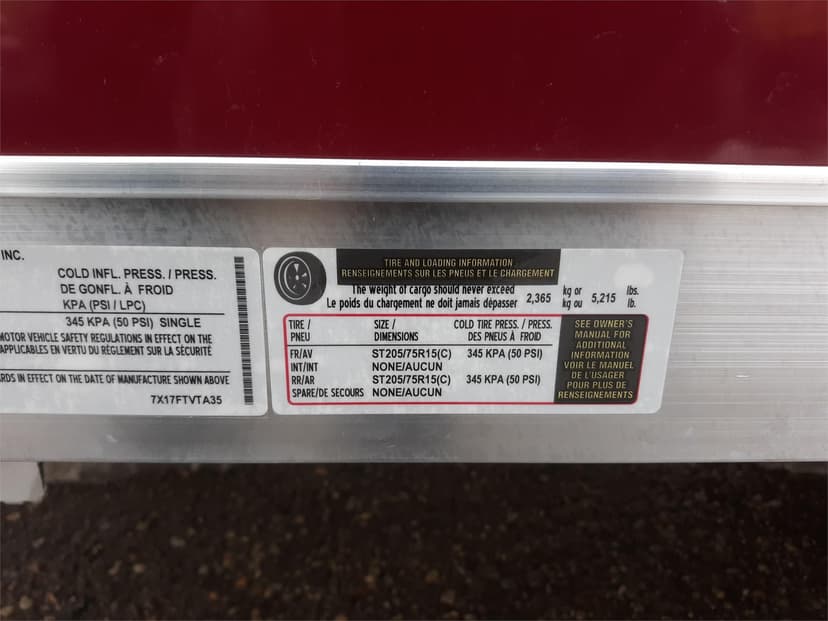 INC.
COLD INFL. PRESS. / PRESS.
DE GONFL. À FROID
KPA (PSI / LPC)
345 KPA (50 PSI) SINGLE
MOTOR VEHICLE SAFETY REGULATIONS IN EFFECT ON THE
APPLICABLES EN VERTU DU RÈGLEMENT SUR LA SÉCURITÉ
RDS IN EFFECT ON THE DATE OF MANUFACTURE SHOWN ABOVE
7X17FTVTA35
TIRE AND LOADING INFORMATION
RENSEIGNEMENTS SUR LES PNEUS ET LE CHARGEMENT
The weight of cargo should never exceed 2,365 kg or 5,215 lbs.
Le poids du chargement ne doit jamais dépasser kg ou lb.
TIRE / SIZE / COLD TIRE PRESS. / PRESS.
PNEU DIMENSIONS DES PNEUS À FROID
FR/AV ST205/75R15(C) 345 KPA (50 PSI)
INT/INT NONE/AUCUN
RR/AR ST205/75R15(C) 345 KPA (50 PSI)
SPARE/DE SECOURS NONE/AUCUN
SEE OWNER'S
MANUAL FOR
ADDITIONAL
INFORMATION
VOIR LE MANUEL
DE L'USAGER
POUR PLUS DE
RENSEIGNEMENTS